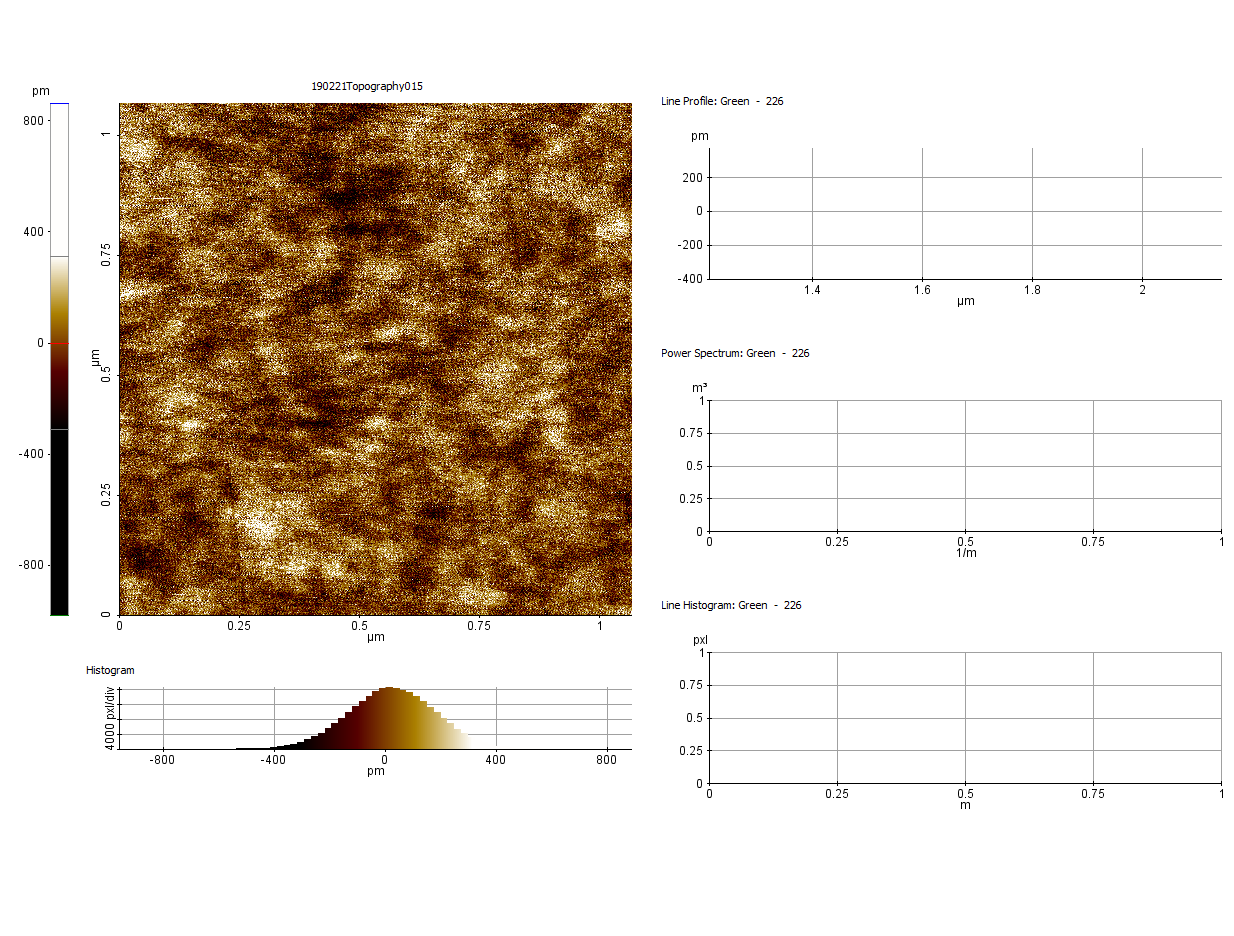 190221Topography015
pm
800
400
0
-400
-800
1
0.75
µm
0.5
0.25
0
0 0.25 0.5 0.75 1
µm
Histogram
4000 pxl/div
-800 -400 0 400 800
pm
Line Profile: Green - 226
pm
200
0
-200
-400
1.4 1.6 1.8 2
µm
Power Spectrum: Green - 226
m³
1
0.75
0.5
0.25
0
0 0.25 0.5 0.75 1
1/m
Line Histogram: Green - 226
pxl
1
0.75
0.5
0.25
0
0 0.25 0.5 0.75 1
m